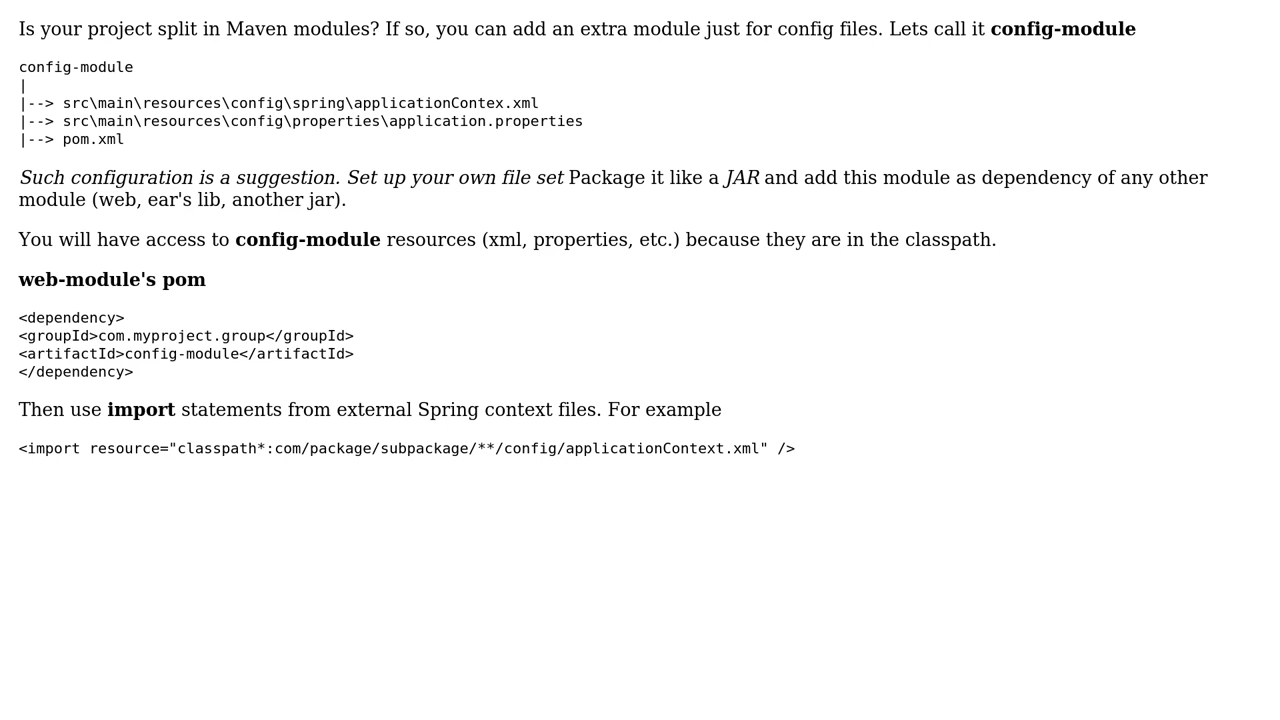 Is your project split in Maven modules? If so, you can add an extra module just for config files. Lets call it config-module
config-module
|
|--> src\main\resources\config\spring\applicationContex.xml
|--> src\main\resources\config\properties\application.properties
|--> pom.xml
Such configuration is a suggestion. Set up your own file set Package it like a JAR and add this module as dependency of any other
module (web, ear's lib, another jar).
You will have access to config-module resources (xml, properties, etc.) because they are in the classpath.
web-module's pom
<dependency>
<groupId>com.myproject.group</groupId>
<artifactId>config-module</artifactId>
</dependency>
Then use import statements from external Spring context files. For example
<import resource="classpath*:com/package/subpackage/**/config/applicationContext.xml" />